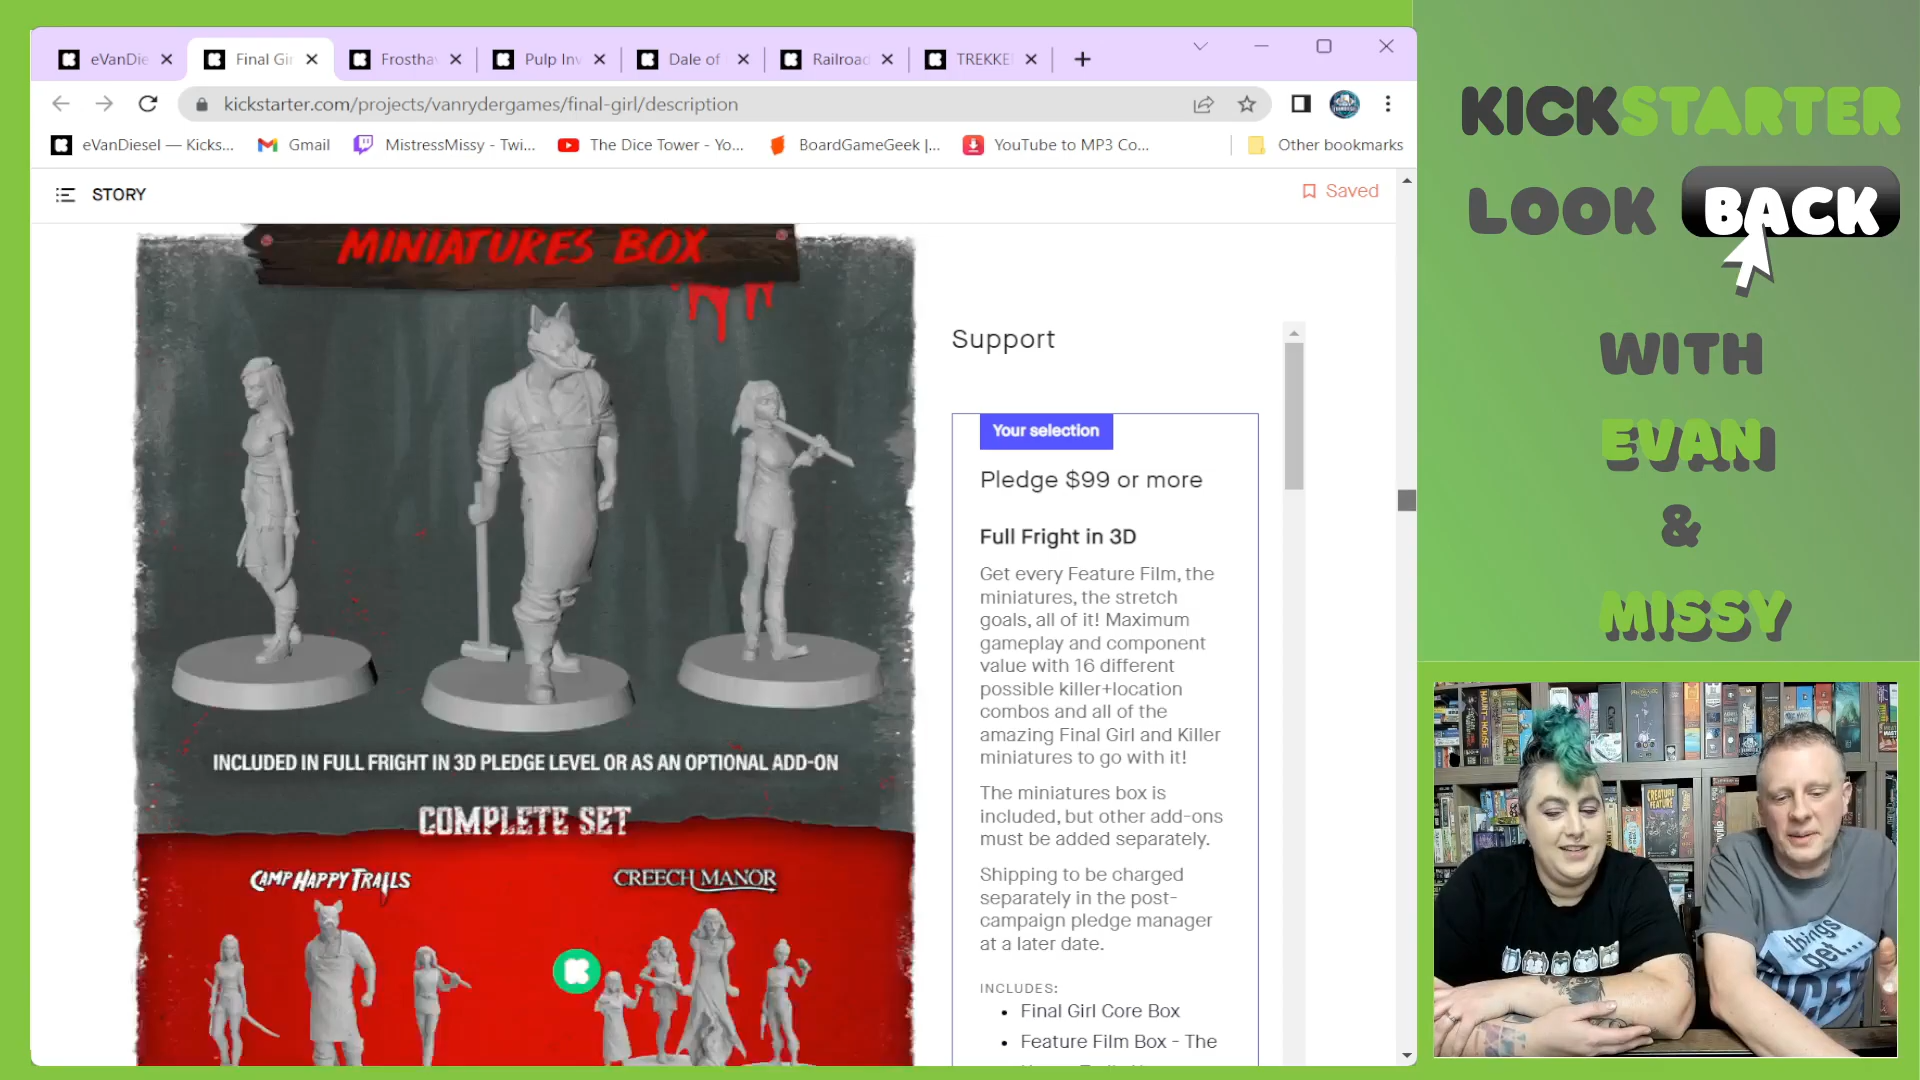 eVanDie
Final Gir
Frosthav
Pulp Inv
Dale of
Railroad
TREKKE
kickstarter.com/projects/vanrydergames/final-girl/description
eVanDiesel — Kicks...
Gmail
MistressMissy - Twi...
The Dice Tower - Yo...
BoardGameGeek |...
YouTube to MP3 Co...
Other bookmarks
STORY
Saved
MINIATURES BOX
INCLUDED IN FULL FRIGHT IN 3D PLEDGE LEVEL OR AS AN OPTIONAL ADD-ON
COMPLETE SET
CAMP HAPPY TRAILS
CREECH MANOR
Support
Your selection
Pledge $99 or more
Full Fright in 3D
Get every Feature Film, the
miniatures, the stretch
goals, all of it! Maximum
gameplay and component
value with 16 different
possible killer+location
combos and all of the
amazing Final Girl and Killer
miniatures to go with it!
The miniatures box is
included, but other add-ons
must be added separately.
Shipping to be charged
separately in the post-
campaign pledge manager
at a later date.
INCLUDES:
• Final Girl Core Box
• Feature Film Box - The
KICKSTARTER
LOOK BACK
WITH
EVAN
&
MISSY
CREATURE
FEATURE
things
get...